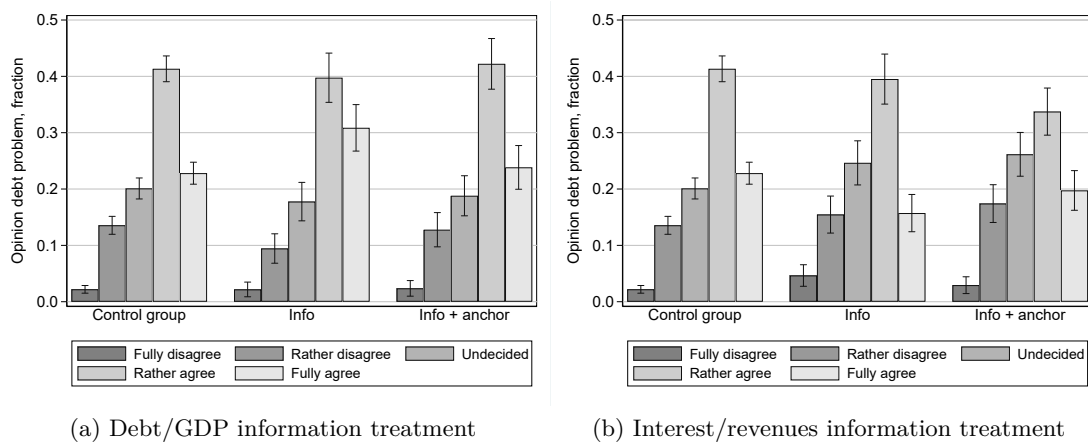 0.5
0.4
0.3
0.2
0.1
0.0
Opinion debt problem, fraction
Control group Info Info + anchor
Fully disagree Rather disagree Undecided
Rather agree Fully agree
(a) Debt/GDP information treatment
0.5
0.4
0.3
0.2
0.1
0.0
Opinion debt problem, fraction
Control group Info Info + anchor
Fully disagree Rather disagree Undecided
Rather agree Fully agree
(b) Interest/revenues information treatment